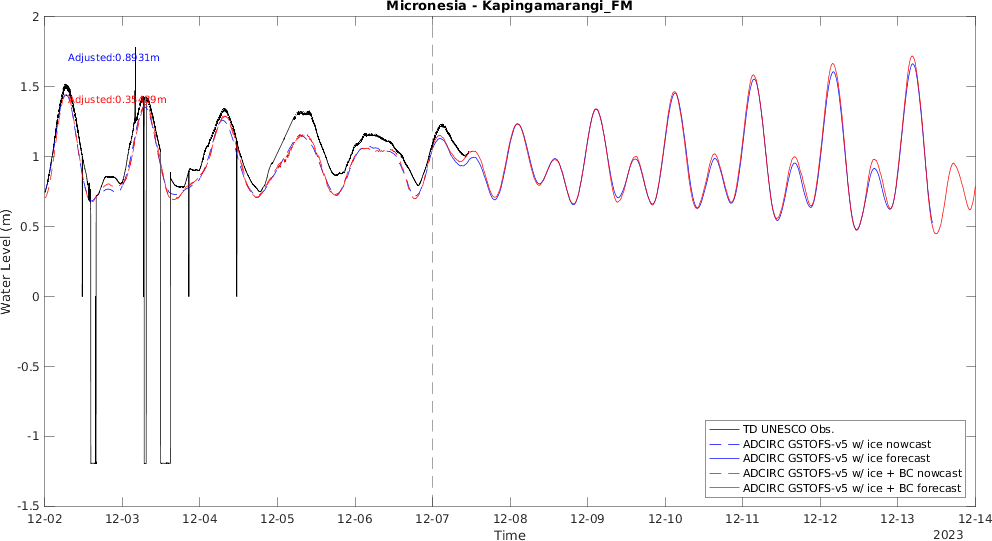 Micronesia - Kapingamarangi_FM
2
1.5
1
0.5
0
-0.5
-1
-1.5
Water Level (m)
Adjusted:0.8931m
12-02
12-03
12-04
12-05
12-06
12-07
12-08
12-09
12-10
12-11
12-12
12-13
12-14
Time
2023
TD UNESCO Obs.
ADCIRC GSTOFS-v5 w/ ice nowcast
ADCIRC GSTOFS-v5 w/ ice forecast
ADCIRC GSTOFS-v5 w/ ice + BC nowcast
ADCIRC GSTOFS-v5 w/ ice + BC forecast